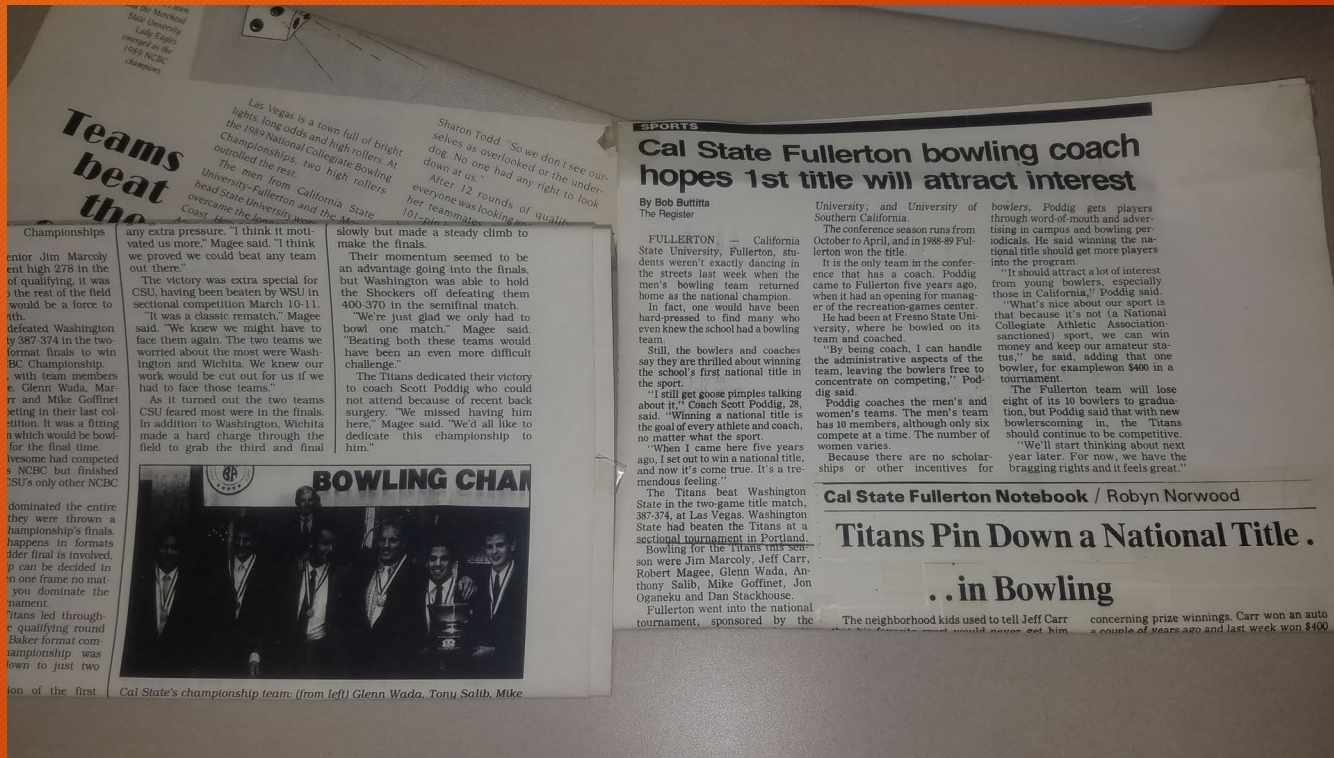 the Morehead
State University
Lady Eagles
emerged as the
1989 NCBC
champions.
Teams
beat
the
Las Vegas is a town full of bright
lights, long odds and high rollers. At
the 1989 National Collegiate Bowling
Championships, two high rollers
outrolled the rest.
The men from California State
University-Fullerton and the
head State University
overcame the
Coast
Sharon Todd. "So we don't see our-
selves as overlooked or the under-
dog. No one had any right to look
down at us."
After 12 rounds of
everyone was looking
her teammates
101-pin
Championships
enior Jim Marcoly
ent high 278 in the
of qualifying, it was
the rest of the field
would be a force to
ith.
defeated Washington
y 387-374 in the two-
format finals to win
BC Championship.
, with team members
e. Glenn Wada, Mar-
rr and Mike Goffinet
peting in their last col-
etition. It was a fitting
n which would be bowl-
for the final time.
ivesome had competed
s NCBC but finished
CSU's only other NCBC
dominated the entire
they were thrown a
hampionship's finals.
happens in formats
dder final is involved,
p can be decided in
n one frame no mat-
you dominate the
nament.
Titans led through-
e qualifying round
Baker format com-
hampionship was
down to just two
ion of the first
any extra pressure. "I think it moti-
vated us more," Magee said. "I think
we proved we could beat any team
out there."
The victory was extra special for
CSU, having been beaten by WSU in
sectional competition March 10-11.
"It was a classic rematch," Magee
said. "We knew we might have to
face them again. The two teams we
worried about the most were Wash-
ington and Wichita. We knew our
work would be cut out for us if we
had to face those teams."
As it turned out the two teams
CSU feared most were in the finals.
In addition to Washington, Wichita
made a hard charge through the
field to grab the third and final
slowly but made a steady climb to
make the finals.
Their momentum seemed to be
an advantage going into the finals,
but Washington was able to hold
the Shockers off defeating them
400-370 in the semifinal match.
"We're just glad we only had to
bowl one match," Magee said.
"Beating both these teams would
have been an even more difficult
challenge."
The Titans dedicated their victory
to coach Scott Poddig who could
not attend because of recent back
surgery. "We missed having him
here," Magee said. "We'd all like to
dedicate this championship to
him."
BOWLING CHAM
Cal State's championship team: (from left) Glenn Wada, Tony Salib, Mike
SPORTS
Cal State Fullerton bowling coach
hopes 1st title will attract interest
By Bob Buttitta
The Register
FULLERTON — California
State University, Fullerton, stu-
dents weren't exactly dancing in
the streets last week when the
men's bowling team returned
home as the national champion.
In fact, one would have been
hard-pressed to find many who
even knew the school had a bowling
team.
Still, the bowlers and coaches
say they are thrilled about winning
the school's first national title in
the sport.
"I still get goose pimples talking
about it," Coach Scott Poddig, 28,
said. "Winning a national title is
the goal of every athlete and coach,
no matter what the sport.
"When I came here five years
ago, I set out to win a national title,
and now it's come true. It's a tre-
mendous feeling."
The Titans beat Washington
State in the two-game title match,
387-374, at Las Vegas. Washington
State had beaten the Titans at a
sectional tournament in Portland.
Bowling for the Titans this sea-
son were Jim Marcoly, Jeff Carr,
Robert Magee, Glenn Wada, An-
thony Salib, Mike Goffinet, Jon
Oganeku and Dan Stackhouse.
Fullerton went into the national
tournament, sponsored by the
University; and University of
Southern California.
The conference season runs from
October to April, and in 1988-89 Ful-
lerton won the title.
It is the only team in the confer-
ence that has a coach. Poddig
came to Fullerton five years ago,
when it had an opening for manag-
er of the recreation-games center.
He had been at Fresno State Uni-
versity, where he bowled on its
team and coached.
"By being coach, I can handle
the administrative aspects of the
team, leaving the bowlers free to
concentrate on competing," Pod-
dig said.
Poddig coaches the men's and
women's teams. The men's team
has 10 members, although only six
compete at a time. The number of
women varies.
Because there are no scholar-
ships or other incentives for
bowlers, Poddig gets players
through word-of-mouth and adver-
tising in campus and bowling per-
iodicals. He said winning the na-
tional title should get more players
into the program.
"It should attract a lot of interest
from young bowlers, especially
those in California," Poddig said.
"What's nice about our sport is
that because it's not (a National
Collegiate Athletic Association-
sanctioned) sport, we can win
money and keep our amateur sta-
tus," he said, adding that one
bowler, for examplewon $400 in a
tournament.
The Fullerton team will lose
eight of its 10 bowlers to gradua-
tion, but Poddig said that with new
bowlerscoming in, the Titans
should continue to be competitive.
"We'll start thinking about next
year later. For now, we have the
bragging rights and it feels great."
Cal State Fullerton Notebook / Robyn Norwood
Titans Pin Down a National Title .
. . in Bowling
The neighborhood kids used to tell Jeff Carr
that his favorite sport would never get him
concerning prize winnings. Carr won an auto
a couple of years ago and last week won $400